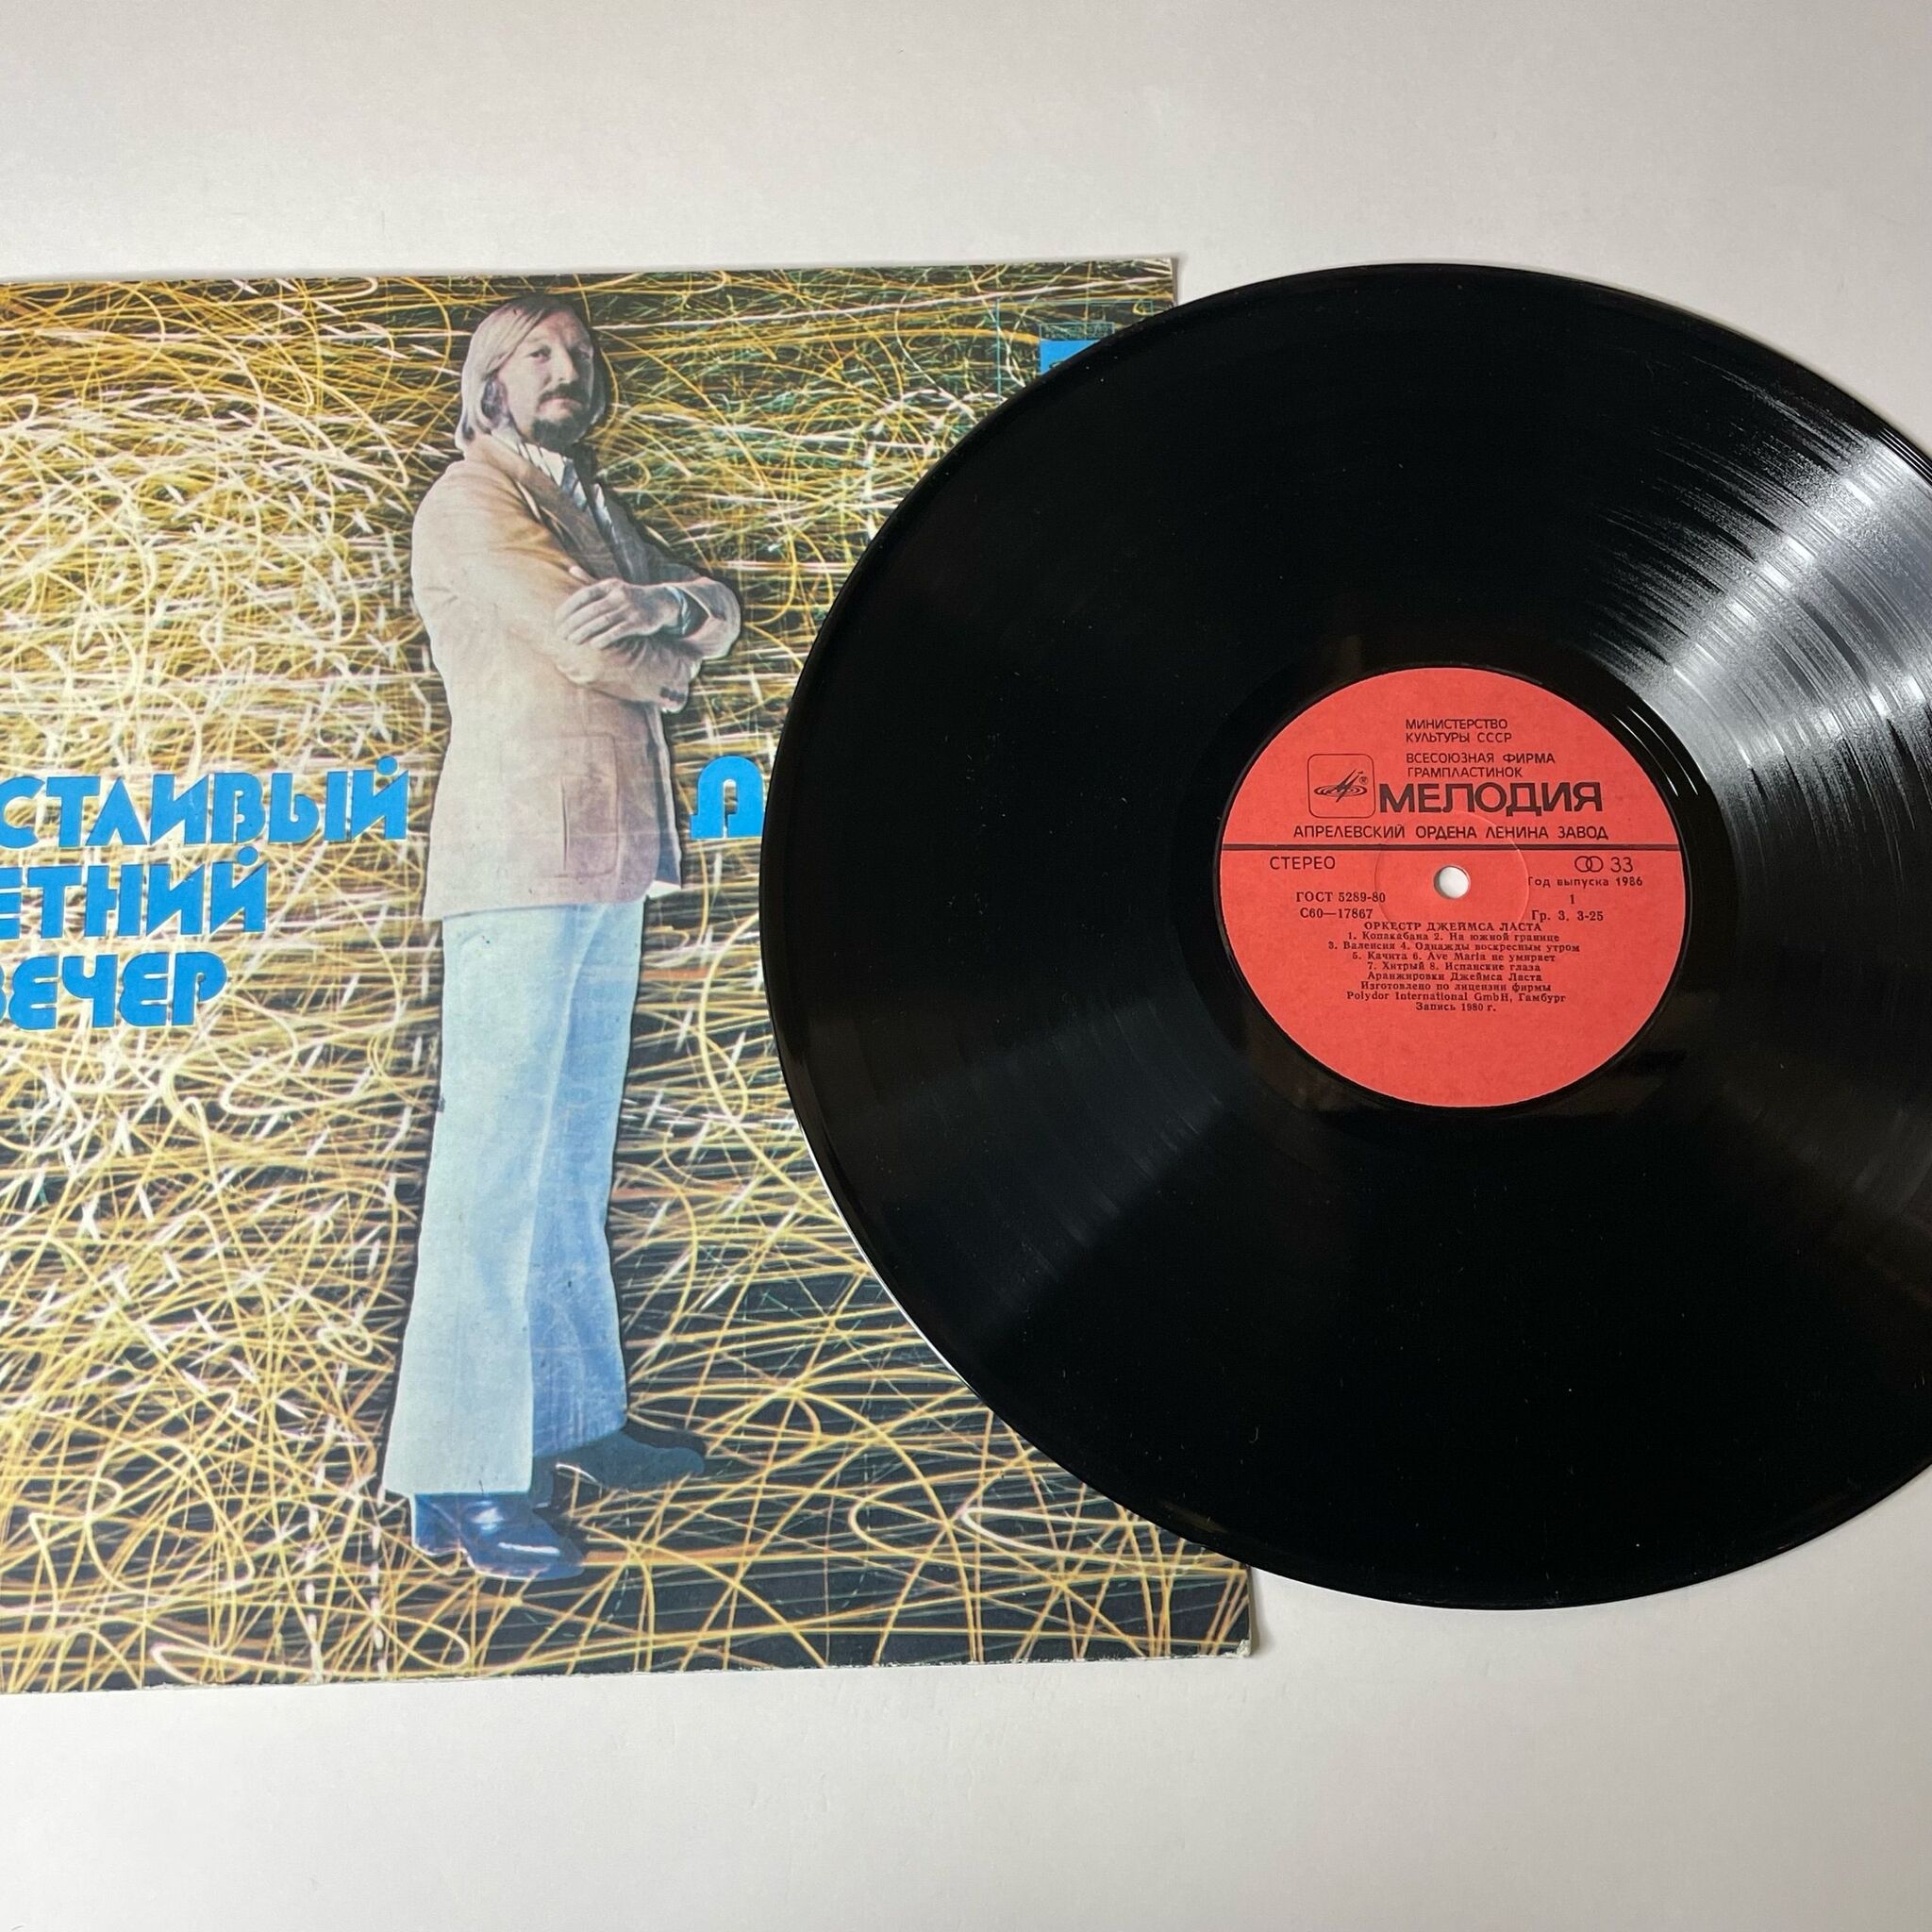 СТЛИВЫЙ
ЕТНИЙ
ВЕЧЕР
Д
МИНИСТЕРСТВО
КУЛЬТУРЫ СССР
ВСЕСОЮЗНАЯ ФИРМА
ГРАМПЛАСТИНОК
® МЕЛОДИЯ
АПРЕЛЕВСКИЙ ОРДЕНА ЛЕНИНА ЗАВОД
СТЕРЕО
33
Год выпуска 1986
ГОСТ 5289-80
1
С60—17867
Гр. 3, 3-25
ОРКЕСТР ДЖЕЙМСА ЛАСТА
1. Копакабана 2. На южной границе
3. Валенсия 4. Однажды воскресным утром
5. Качита 6. Ave Maria не умирает
7. Хитрый 8. Испанские глаза
Аранжировки Джеймса Ласта
Изготовлено по лицензии фирмы
Polydor International GmbH, Гамбург
Запись 1980 г.